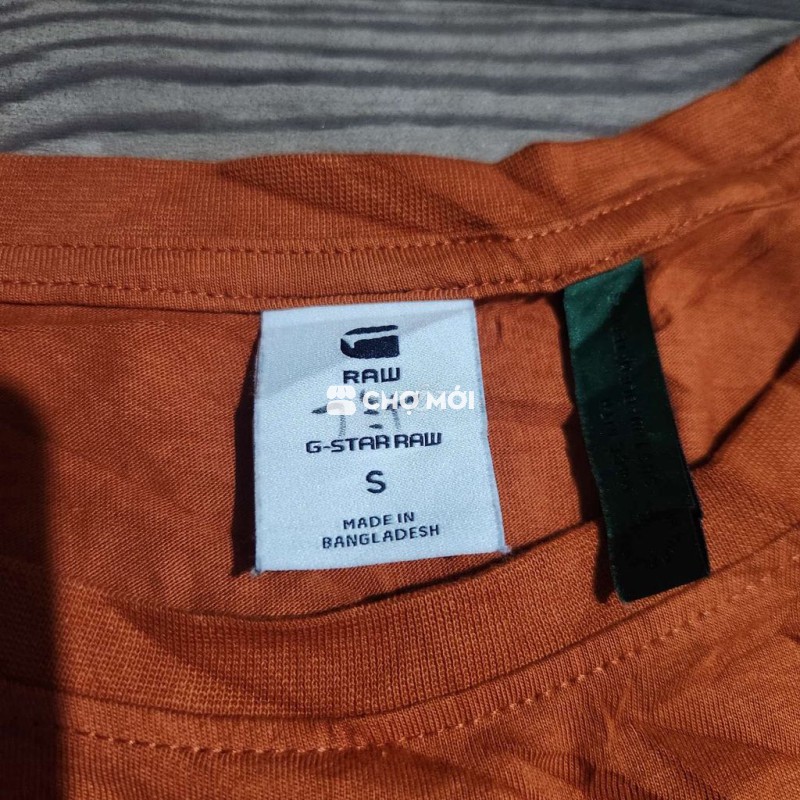 RAW
CHỢ MỚI
G-STAR RAW
S
MADE IN
BANGLADESH